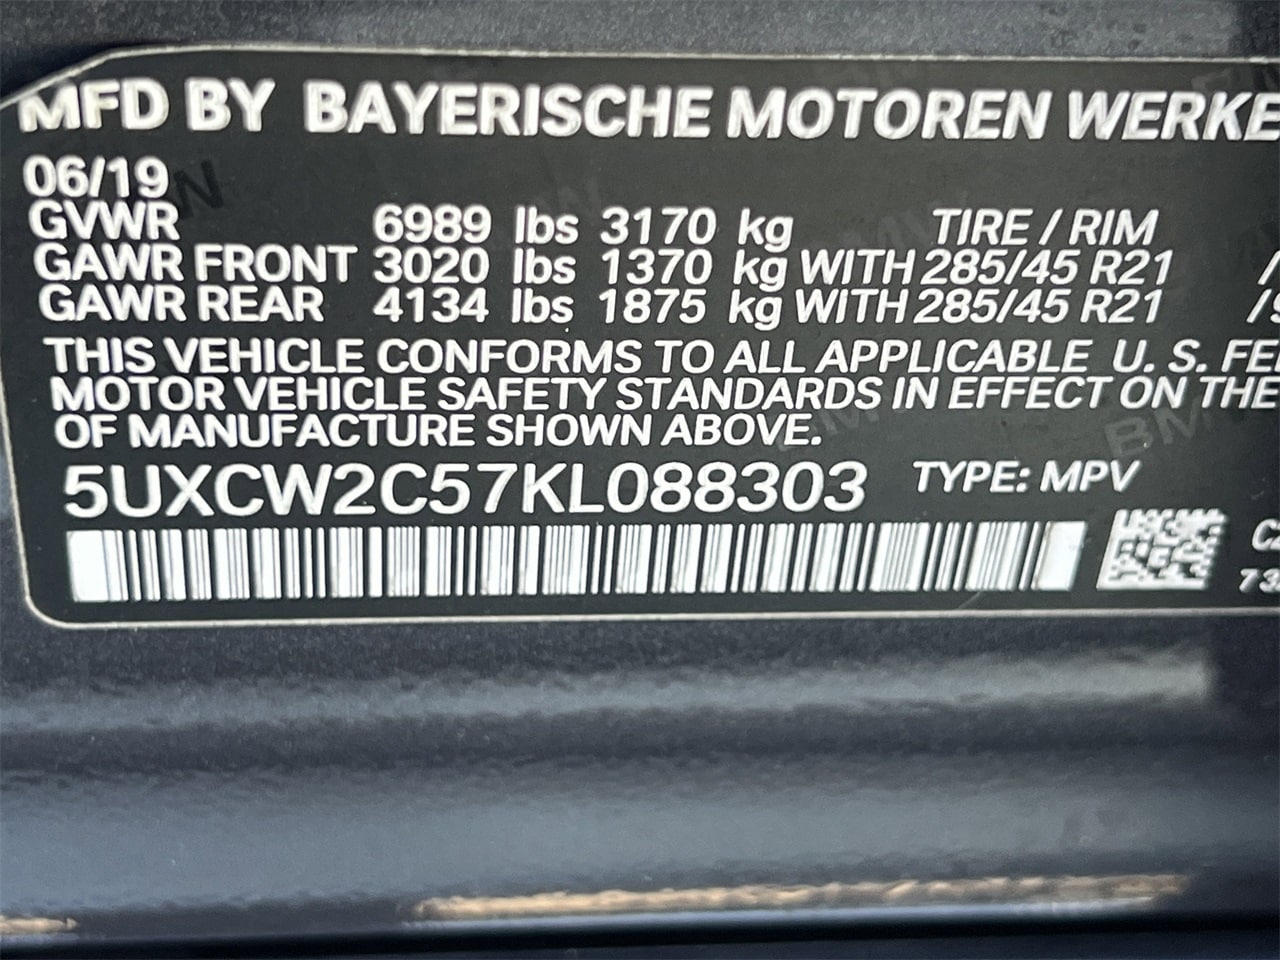 MFD BY BAYERISCHE MOTOREN WERKE
06/19
GVWR 6989 lbs 3170 kg TIRE / RIM
GAWR FRONT 3020 lbs 1370 kg WITH 285/45 R21 /
GAWR REAR 4134 lbs 1875 kg WITH 285/45 R21 /
THIS VEHICLE CONFORMS TO ALL APPLICABLE U. S. FE
MOTOR VEHICLE SAFETY STANDARDS IN EFFECT ON THE
OF MANUFACTURE SHOWN ABOVE.
5UXCW2C57KL088303 TYPE: MPV
73